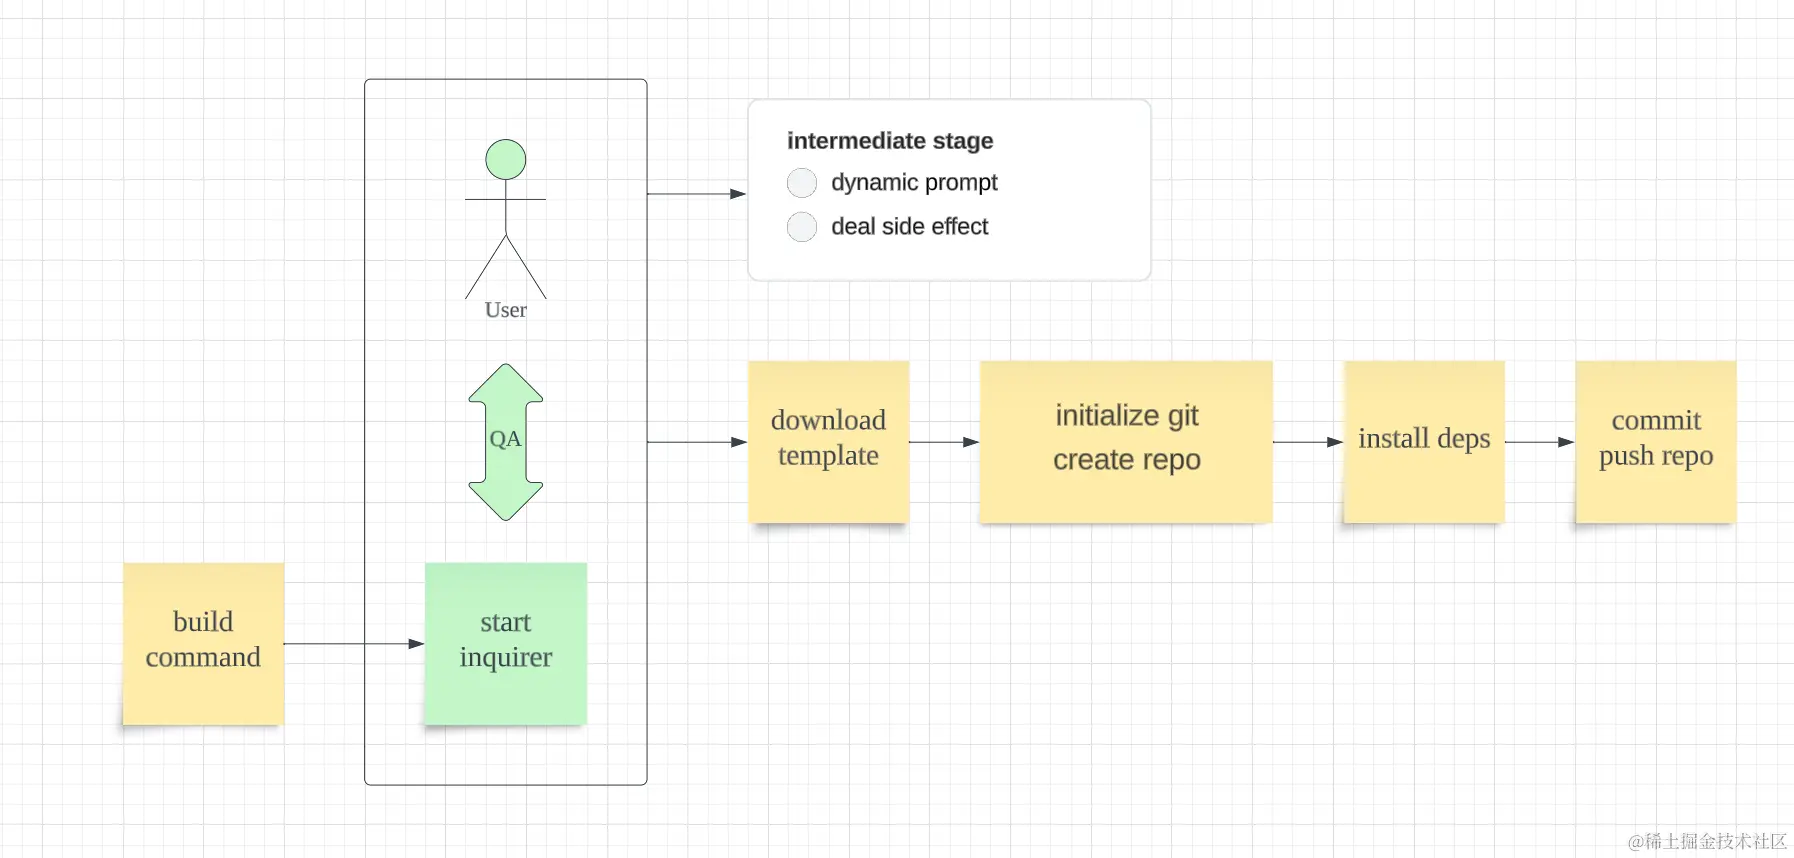 intermediate stage
dynamic prompt
deal side effect
User
QA
download
template
initialize git
create repo
install deps
commit
push repo
build
command
start
inquirer
@稀土掘金技术社区